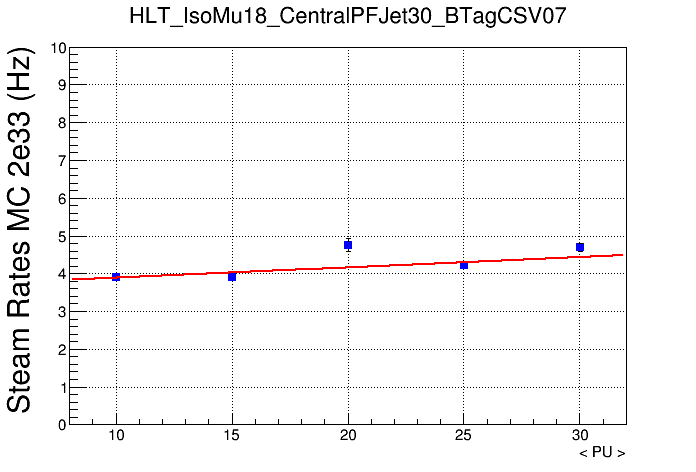 HLT_IsoMu18_CentralPFJet30_BTagCSV07
Steam Rates MC 2e33 (Hz)
10
9
8
7
6
5
4
3
2
1
0
10 15 20 25 30
< PU >